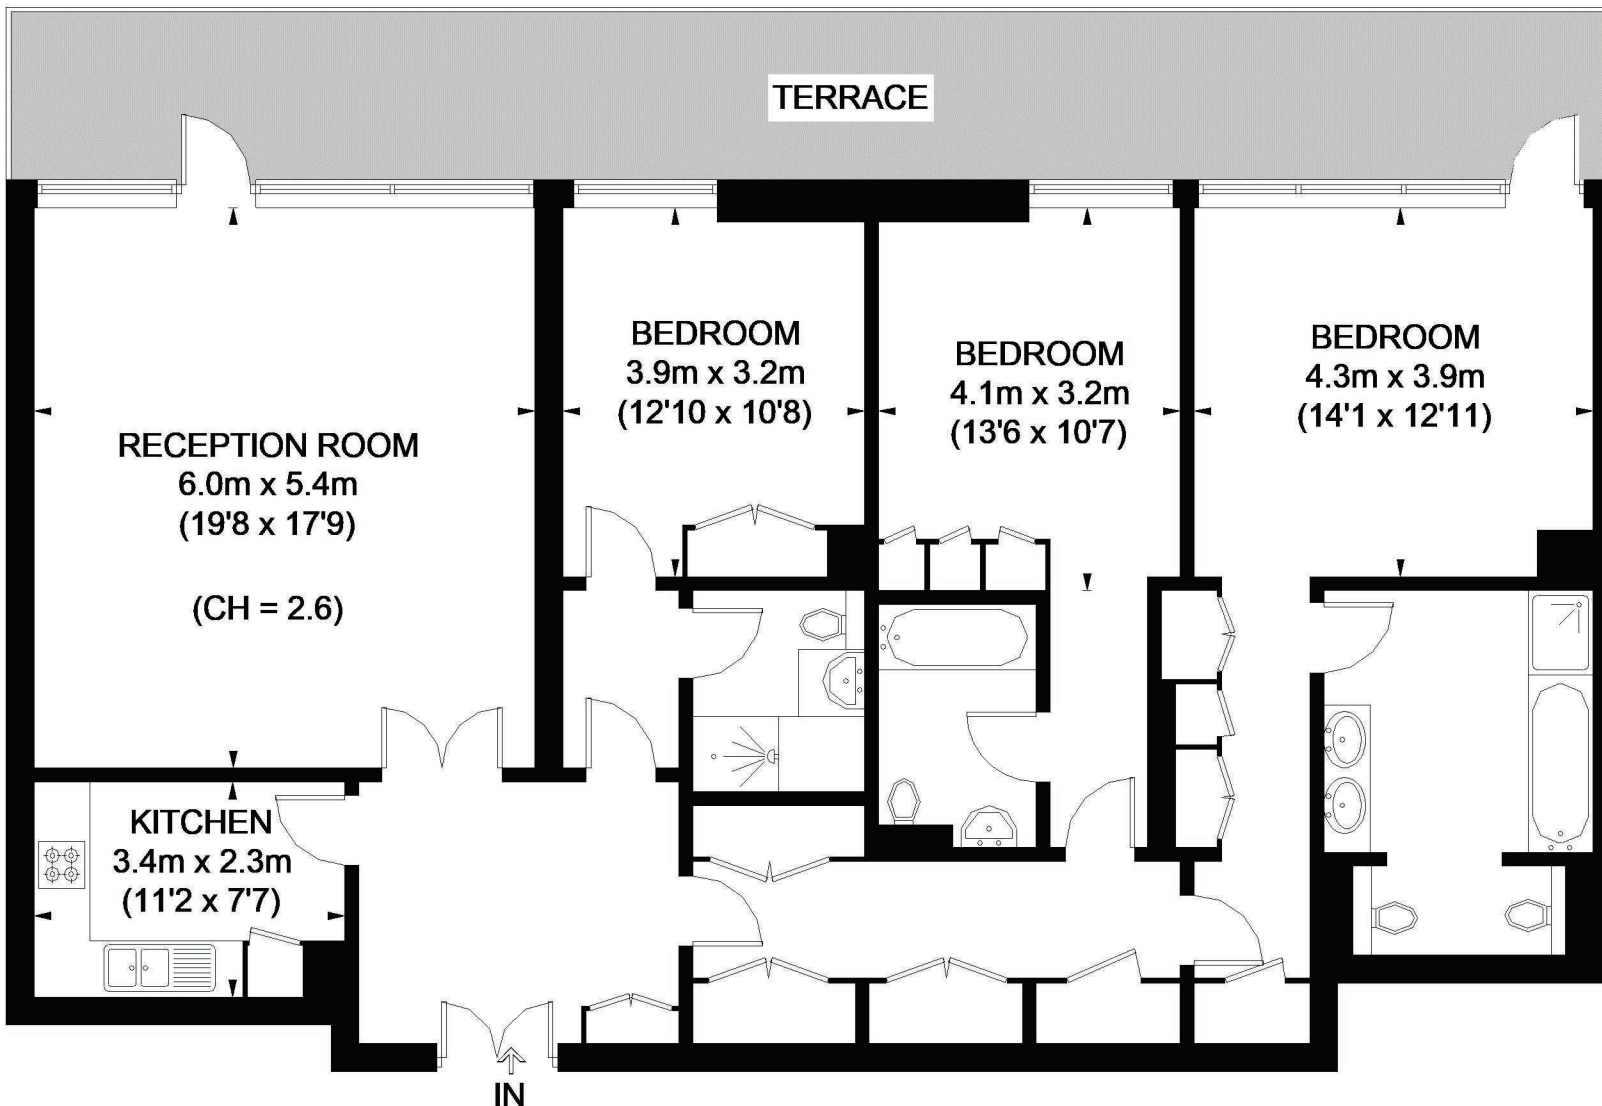 TERRACE
RECEPTION ROOM
6.0m x 5.4m
(19'8 x 17'9)
(CH = 2.6)
BEDROOM
3.9m x 3.2m
(12'10 x 10'8)
BEDROOM
4.1m x 3.2m
(13'6 x 10'7)
BEDROOM
4.3m x 3.9m
(14'1 x 12'11)
KITCHEN
3.4m x 2.3m
(11'2 x 7'7)
IN